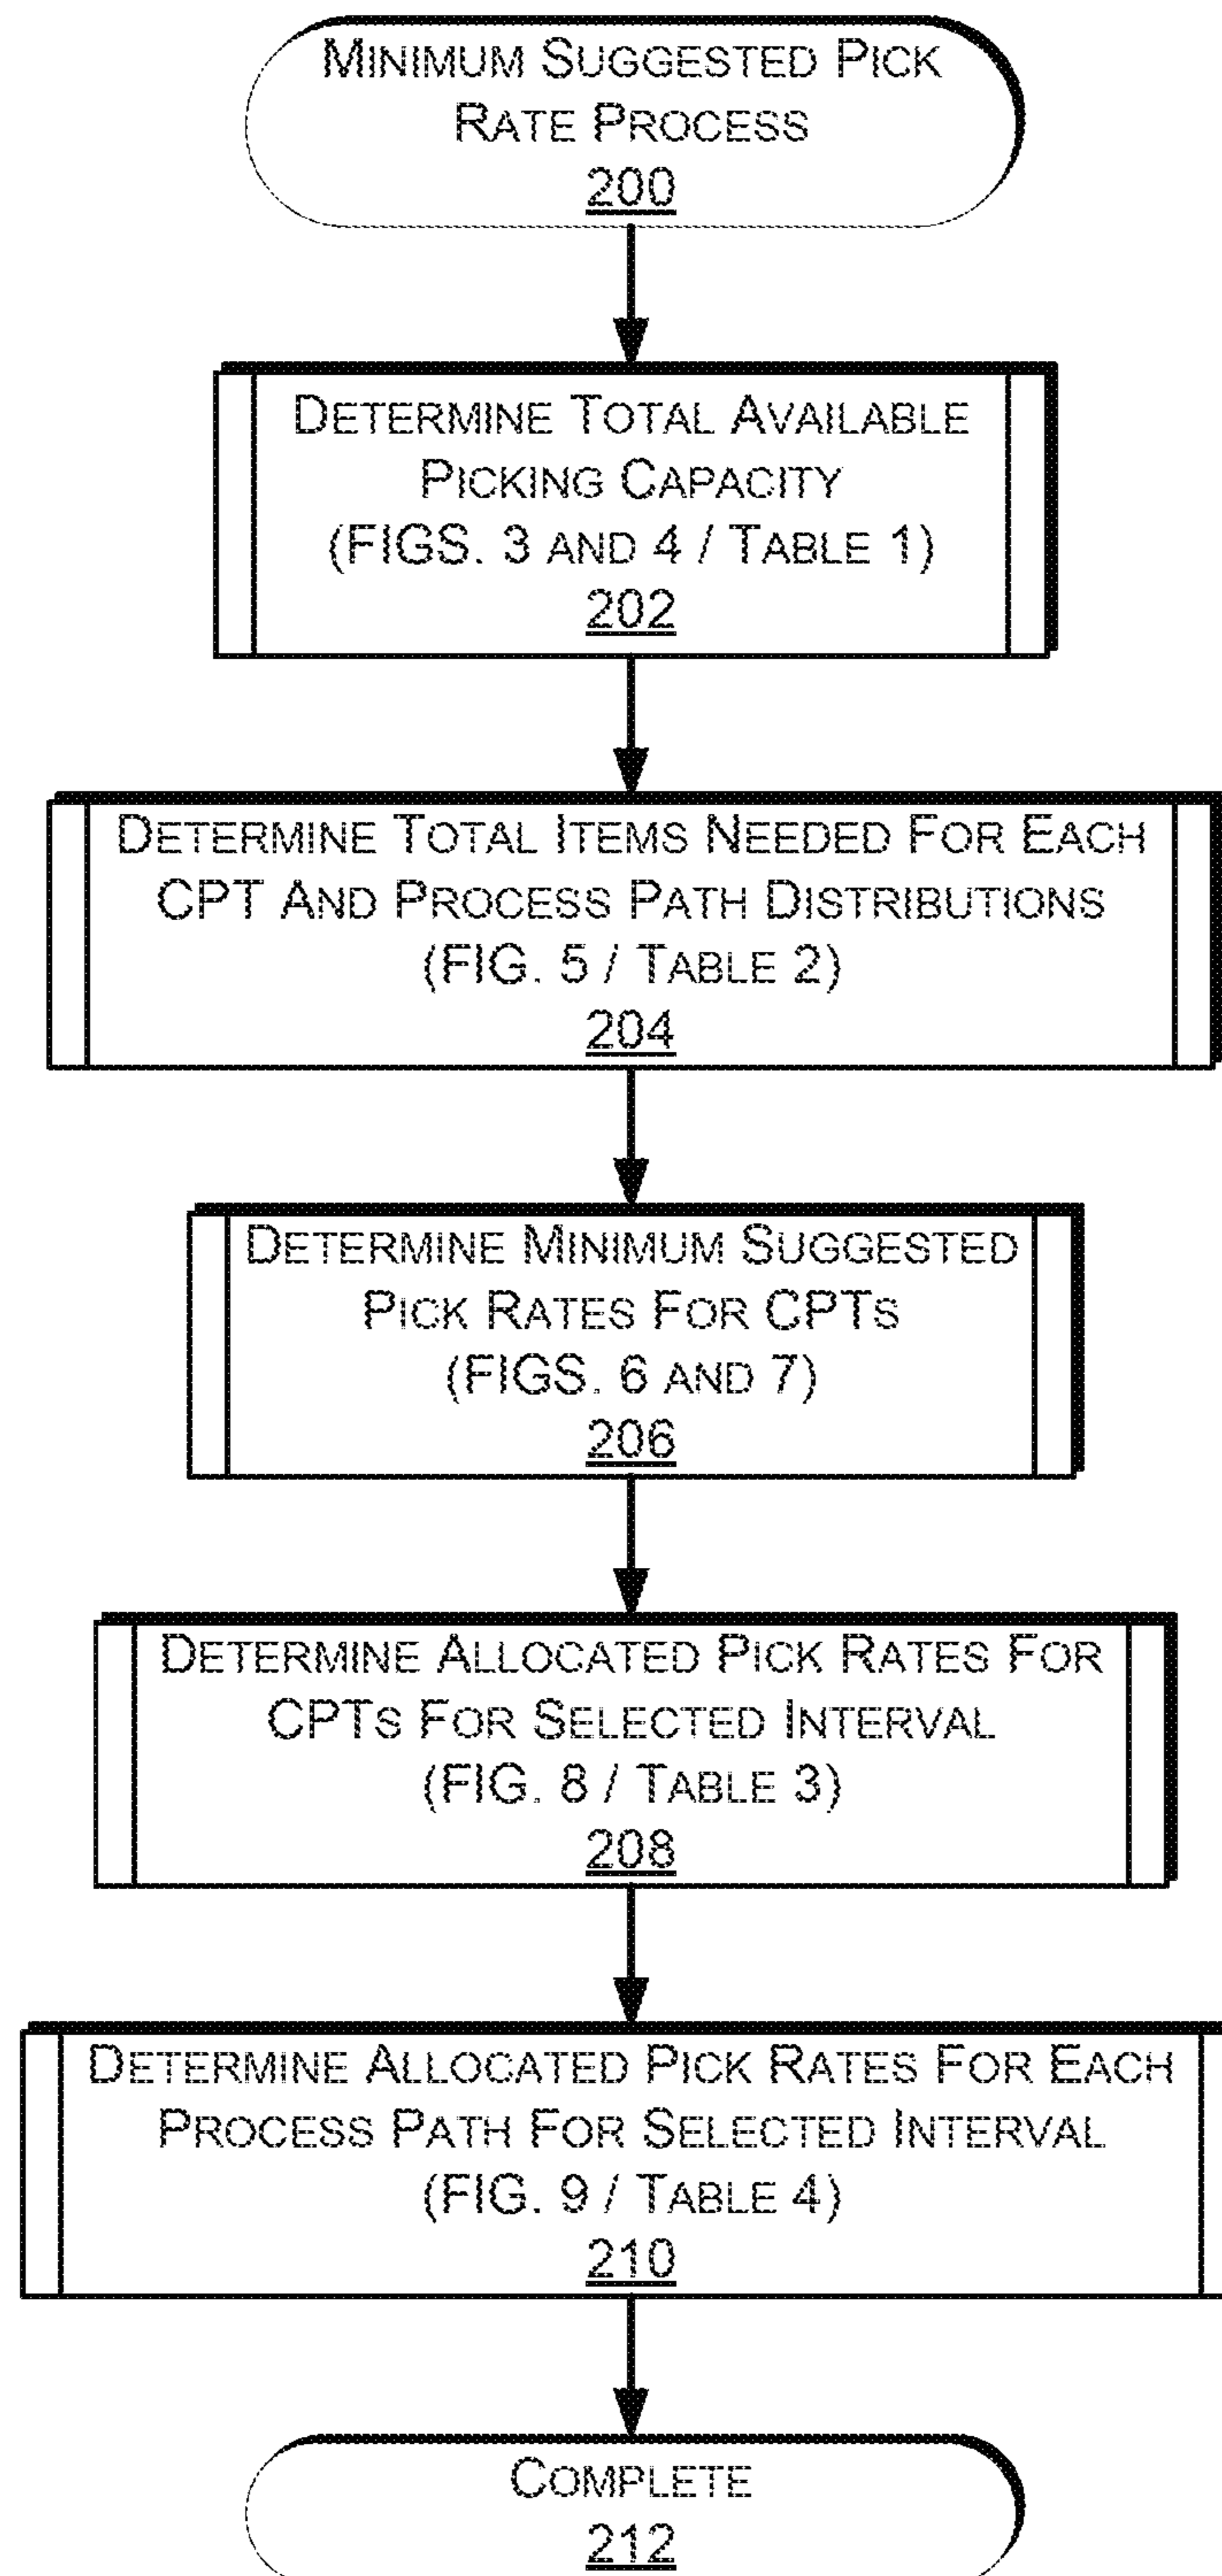 MINIMUM SUGGESTED PICK
RATE PROCESS
200
DETERMINE TOTAL AVAILABLE
PICKING CAPACITY
(FIGS. 3 AND 4 / TABLE 1)
202
DETERMINE TOTAL ITEMS NEEDED FOR EACH
CPT AND PROCESS PATH DISTRIBUTIONS
(FIG. 5 / TABLE 2)
204
DETERMINE MINIMUM SUGGESTED
PICK RATES FOR CPTS
(FIGS. 6 AND 7)
206
DETERMINE ALLOCATED PICK RATES FOR
CPTS FOR SELECTED INTERVAL
(FIG. 8 / TABLE 3)
208
DETERMINE ALLOCATED PICK RATES FOR EACH
PROCESS PATH FOR SELECTED INTERVAL
(FIG. 9 / TABLE 4)
210
COMPLETE
212